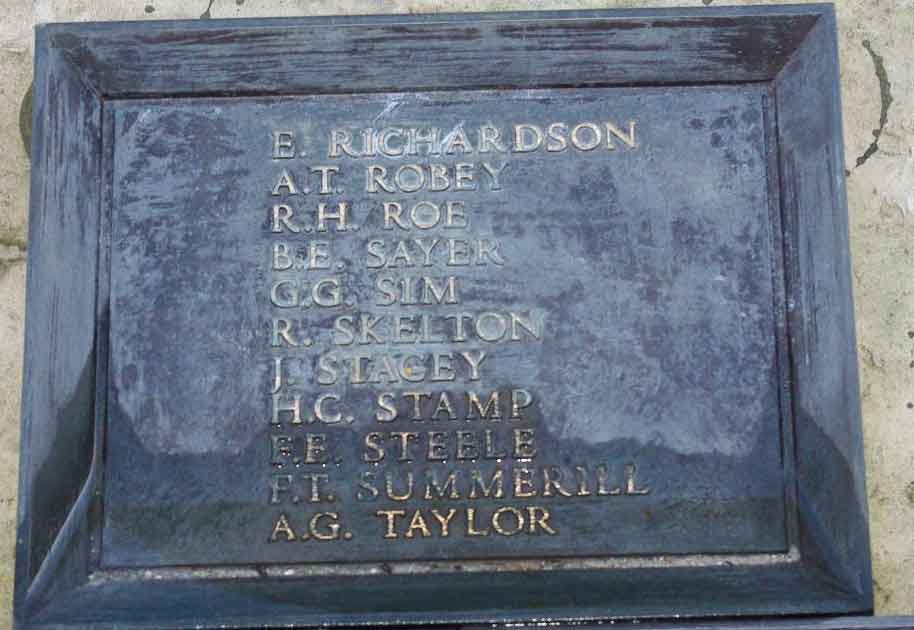 E. RICHARDSON
A.T. ROBEY
R.H. ROE
B.E. SAYER
G.G. SIM
R. SKELTON
J. STACEY
H.C. STAMP
F.E. STEELE
F.T. SUMMERILL
A.G. TAYLOR